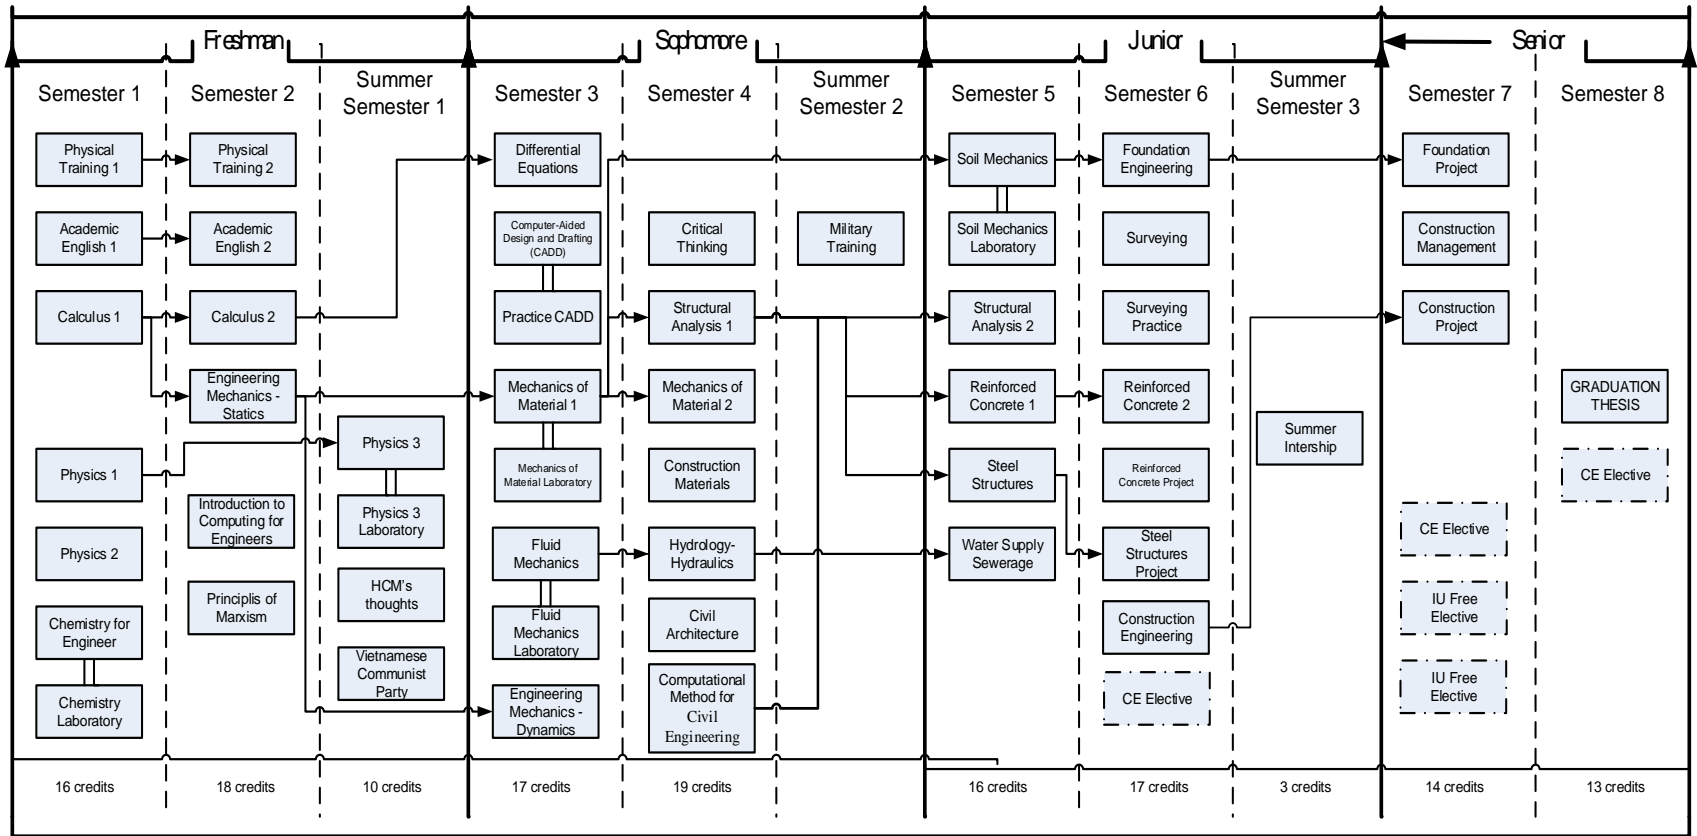 Freshman
Sophomore
Junior
Senior
Semester 1
Semester 2
Summer
Semester 1
Semester 3
Semester 4
Summer
Semester 2
Semester 5
Semester 6
Summer
Semester 3
Semester 7
Semester 8
Physical
Training 1
Academic
English 1
Calculus 1
Physics 1
Physics 2
Chemistry for
Engineer
Chemistry
Laboratory
Physical
Training 2
Academic
English 2
Calculus 2
Engineering
Mechanics -
Statics
Introduction to
Computing for
Engineers
Principlis of
Marxism
Physics 3
Physics 3
Laboratory
HCM's
thoughts
Vietnamese
Communist
Party
Differential
Equations
Computer-Aided
Design and Drafting
(CADD)
Practice CADD
Mechanics of
Material 1
Mechanics of
Material Laboratory
Fluid
Mechanics
Fluid
Mechanics
Laboratory
Engineering
Mechanics -
Dynamics
Critical
Thinking
Structural
Analysis 1
Mechanics of
Material 2
Construction
Materials
Hydrology-
Hydraulics
Civil
Architecture
Computational
Method for
Civil
Engineering
Military
Training
Soil Mechanics
Soil Mechanics
Laboratory
Structural
Analysis 2
Reinforced
Concrete 1
Steel
Structures
Water Supply
Sewerage
Foundation
Engineering
Surveying
Surveying
Practice
Reinforced
Concrete 2
Reinforced
Concrete Project
Steel
Structures
Project
Construction
Engineering
CE Elective
Summer
Intership
Foundation
Project
Construction
Management
Construction
Project
CE Elective
IU Free
Elective
IU Free
Elective
GRADUATION
THESIS
CE Elective
16 credits
18 credits
10 credits
17 credits
19 credits
16 credits
17 credits
3 credits
14 credits
13 credits